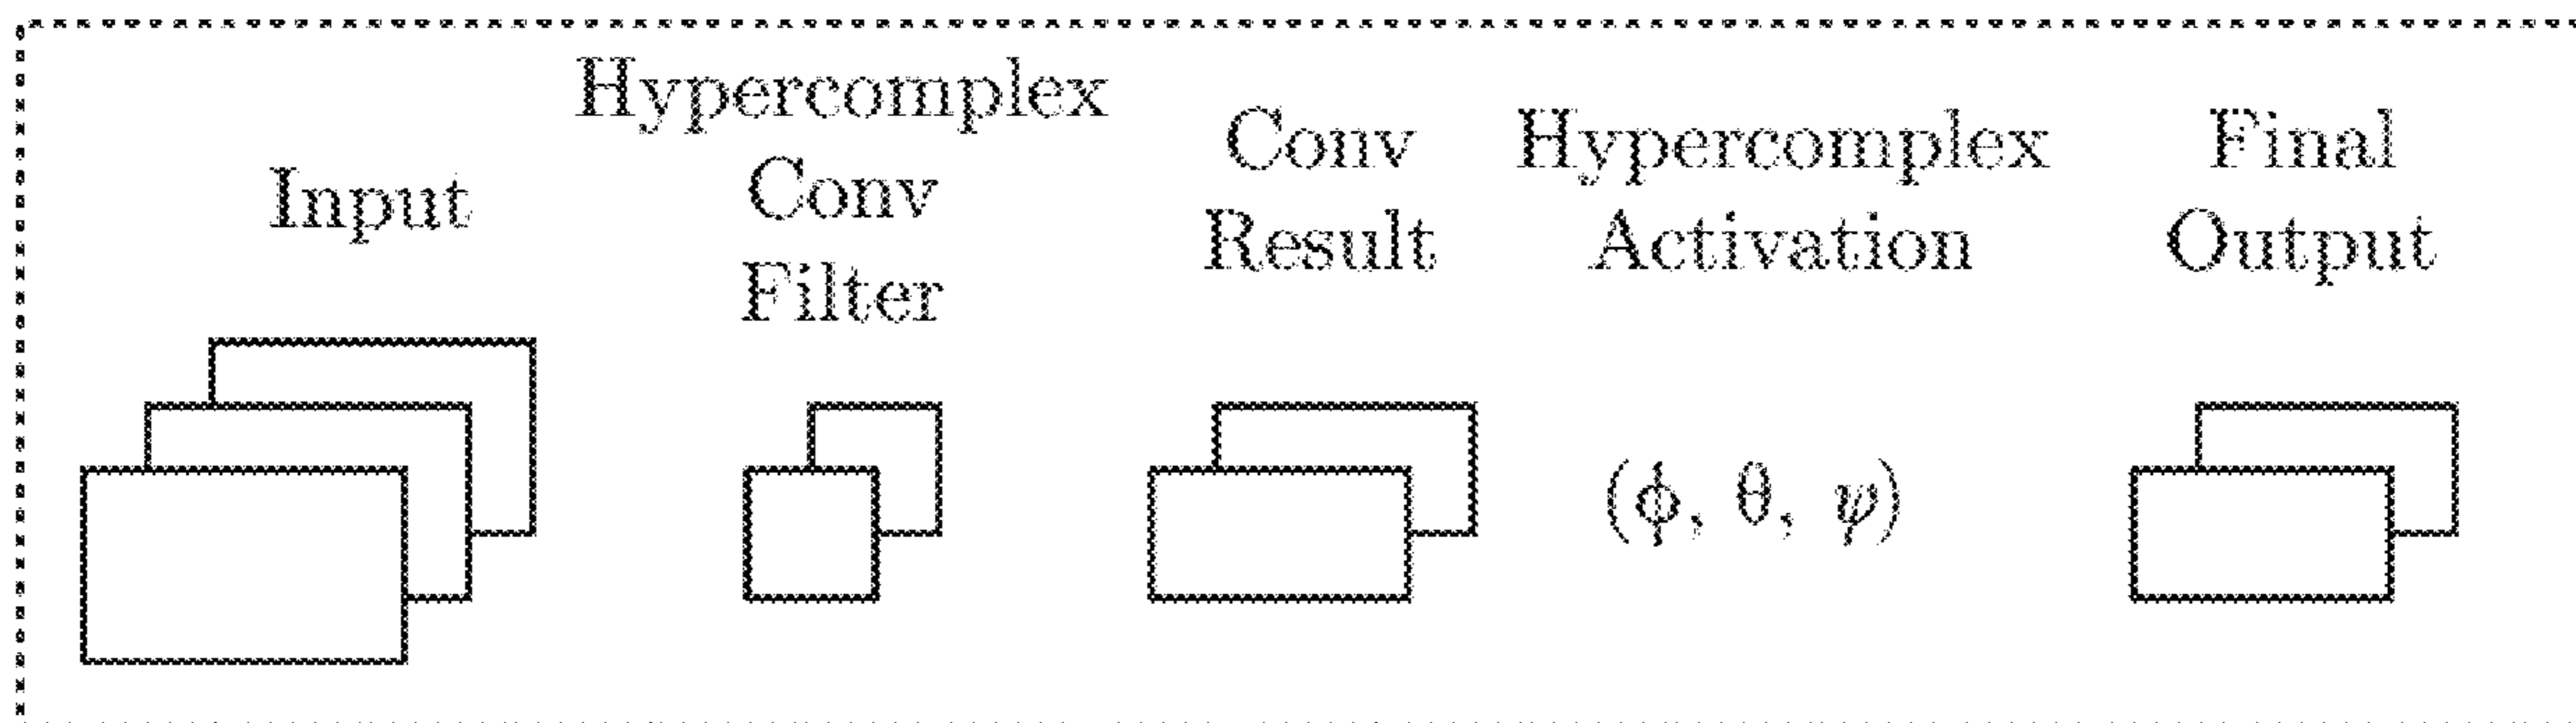 Input
Hypercomplex
Conv
Filter
Conv
Result
Hypercomplex
Activation
Final
Output
(ϕ, θ, ψ)